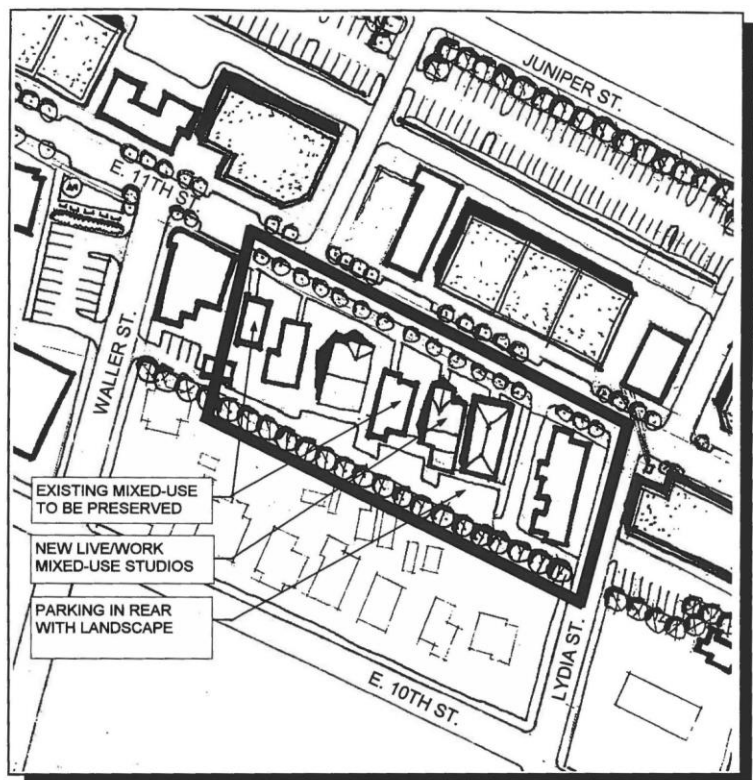 JUNIPER ST.
E. 11TH ST.
WALLER ST.
EXISTING MIXED-USE
TO BE PRESERVED
NEW LIVE/WORK
MIXED-USE STUDIOS
PARKING IN REAR
WITH LANDSCAPE
E. 10TH ST.
LYDIA ST.